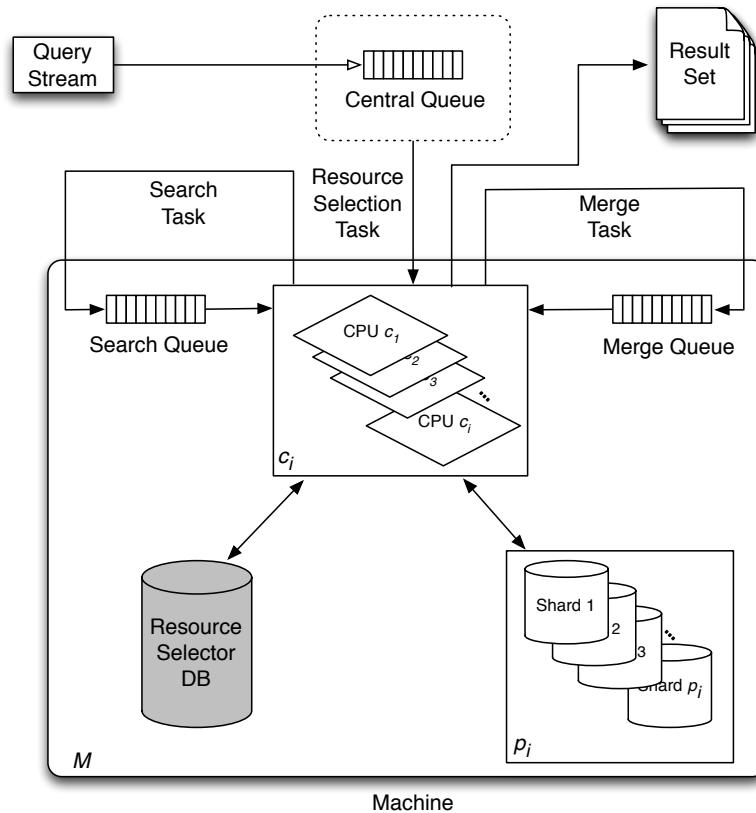 Query
Stream
Central Queue
Result
Set
Search
Task
Resource
Selection
Task
Merge
Task
Search Queue
Merge Queue
CPU c1
2
3
...
CPU ci
ci
Resource
Selector
DB
Shard 1
2
3
...
Shard pi
pi
M
Machine